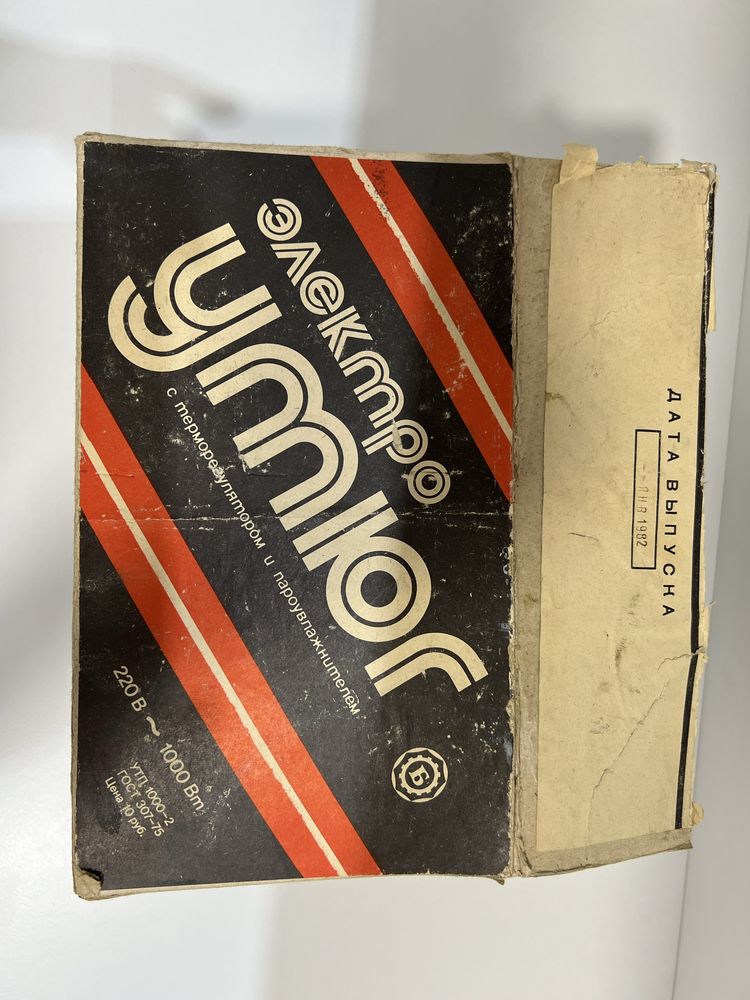 электро
утюг
с терморегулятором и пароувлажнителем
220 В ~ 1000 Вт
УТП 1000-2
ГОСТ 307-75
Цена 10 руб.
Б
ДАТА ВЫПУСКА
ЯНВ 1982